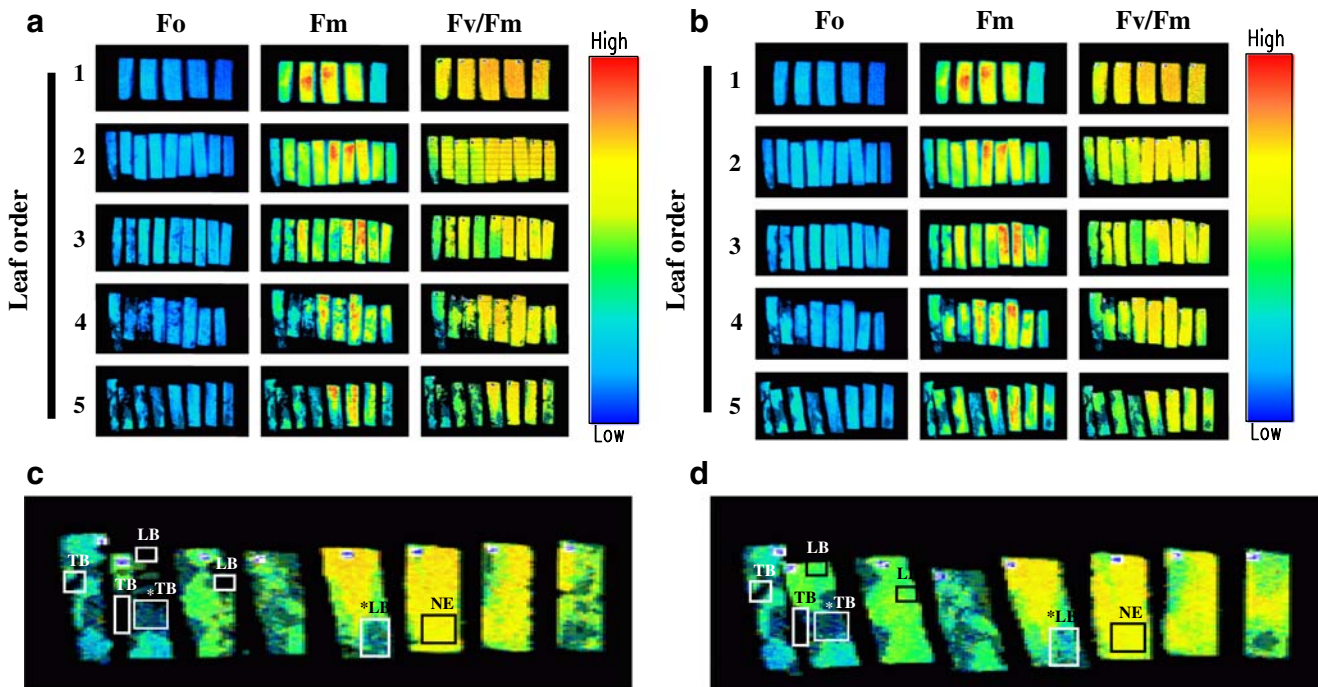 a
Fo Fm Fv/Fm
High
Leaf order
1
2
3
4
5
Low
b
Fo Fm Fv/Fm
High
Leaf order
1
2
3
4
5
Low
c
TB
LB
TB
*TB
LB
*LB
NE
d
TB
LB
TB
*TB
*LB
NE